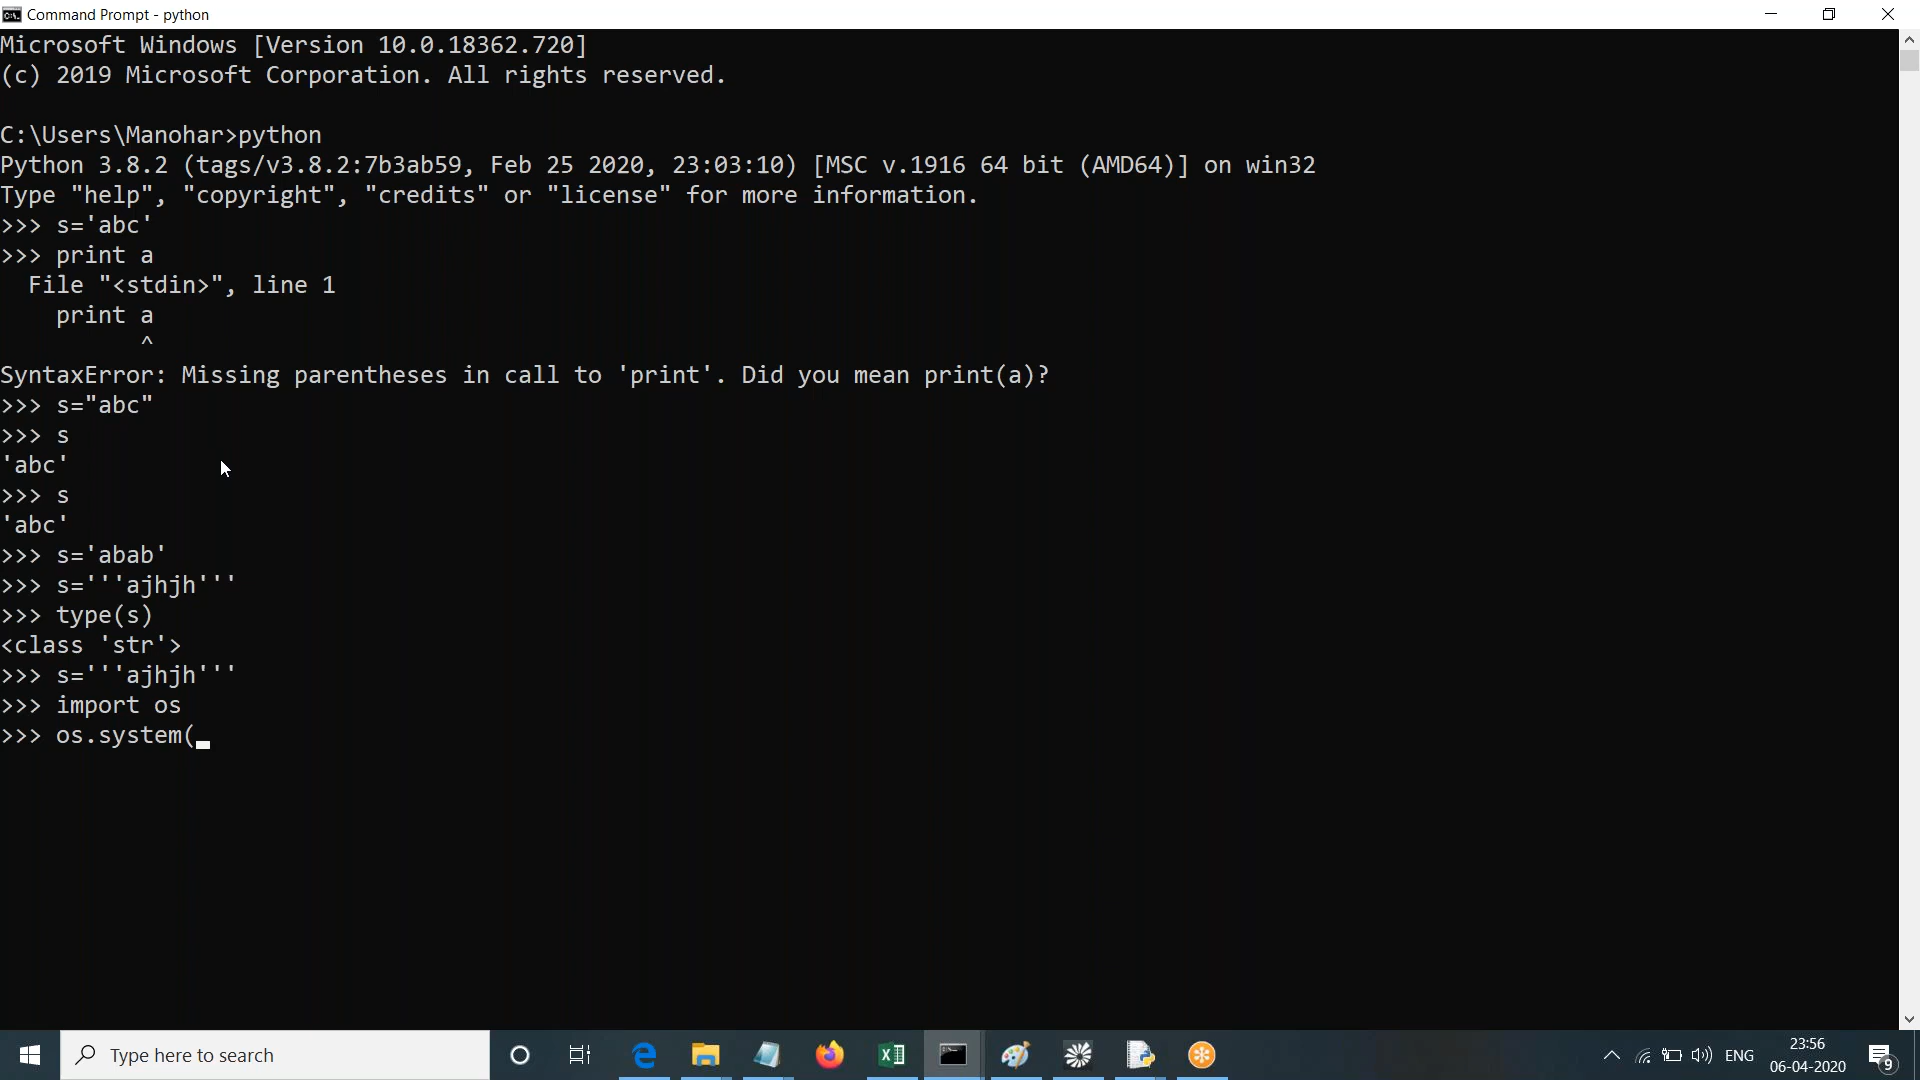 Command Prompt - python
Microsoft Windows [Version 10.0.18362.720]
(c) 2019 Microsoft Corporation. All rights reserved.
C:\Users\Manohar>python
Python 3.8.2 (tags/v3.8.2:7b3ab59, Feb 25 2020, 23:03:10) [MSC v.1916 64 bit (AMD64)] on win32
Type "help", "copyright", "credits" or "license" for more information.
>>> s='abc'
>>> print a
  File "<stdin>", line 1
    print a
          ^
SyntaxError: Missing parentheses in call to 'print'. Did you mean print(a)?
>>> s="abc"
>>> s
'abc'
>>> s
'abc'
>>> s='abab'
>>> s='''ajhjh'''
>>> type(s)
<class 'str'>
>>> s='''ajhjh'''
>>> import os
>>> os.system(
Type here to search
ENG
23:56
06-04-2020
9